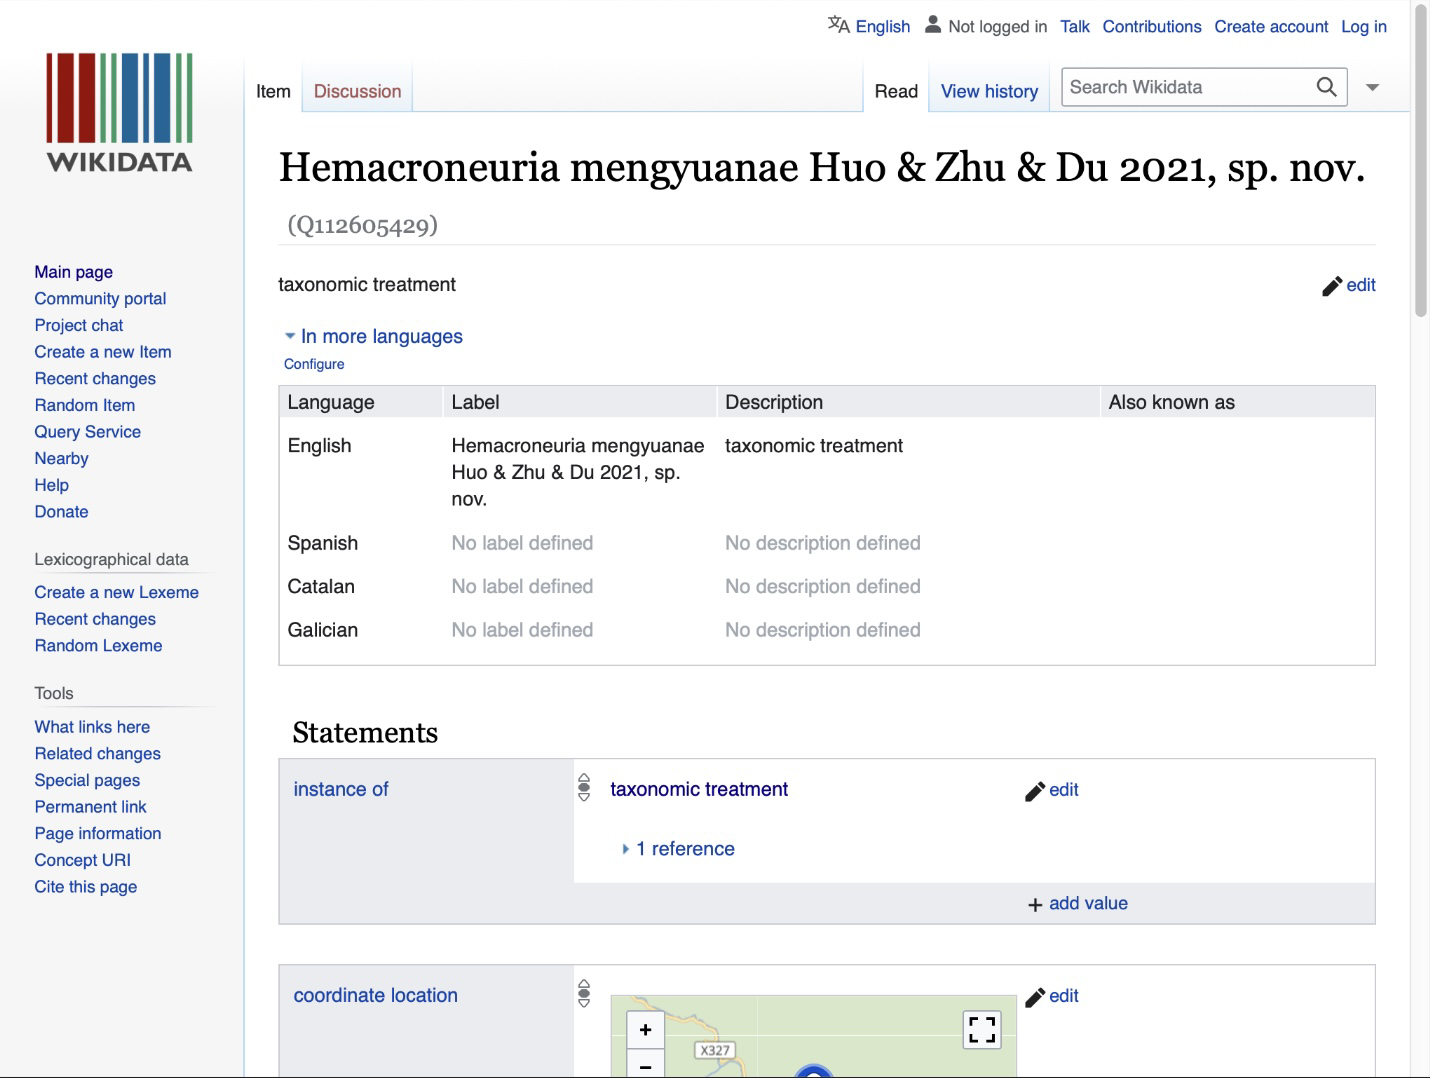 English Not logged in Talk Contributions Create account Log in
WIKIDATA
Item Discussion Read View history Search Wikidata
Hemacroneuria mengyuanae Huo & Zhu & Du 2021, sp. nov.
(Q112605429)
Main page
Community portal
Project chat
Create a new Item
Recent changes
Random Item
Query Service
Nearby
Help
Donate
Lexicographical data
Create a new Lexeme
Recent changes
Random Lexeme
Tools
What links here
Related changes
Special pages
Permanent link
Page information
Concept URI
Cite this page
taxonomic treatment edit
In more languages
Configure
Language Label Description Also known as
English Hemacroneuria mengyuanae taxonomic treatment
Huo & Zhu & Du 2021, sp.
nov.
Spanish No label defined No description defined
Catalan No label defined No description defined
Galician No label defined No description defined
Statements
instance of taxonomic treatment edit
1 reference
+ add value
coordinate location edit
+
X327
−